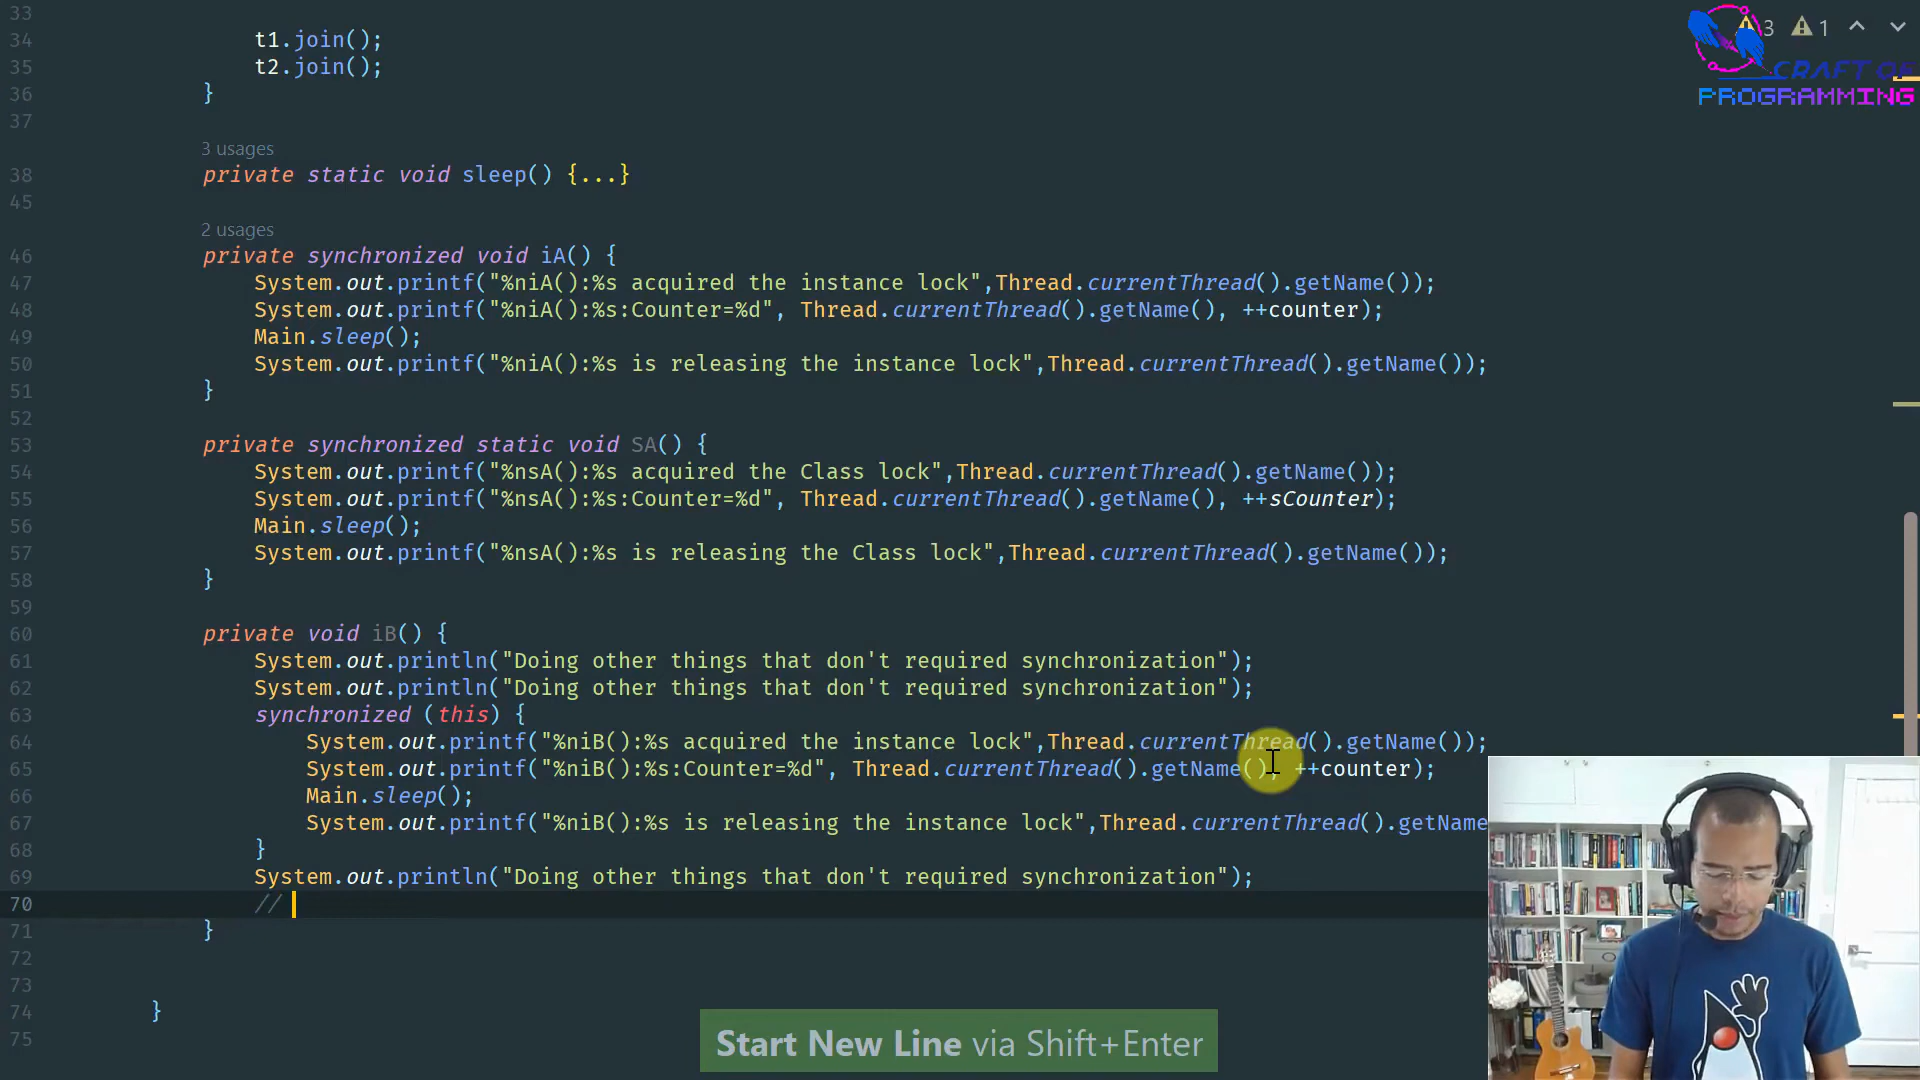 33
34 t1.join();
35 t2.join();
36 }
37
3 usages
38 private static void sleep() {...}
45
2 usages
46 private synchronized void iA() {
47 System.out.printf("%niA():%s acquired the instance lock",Thread.currentThread().getName());
48 System.out.printf("%niA():%s:Counter=%d", Thread.currentThread().getName(), ++counter);
49 Main.sleep();
50 System.out.printf("%niA():%s is releasing the instance lock",Thread.currentThread().getName());
51 }
52
53 private synchronized static void SA() {
54 System.out.printf("%nsA():%s acquired the Class lock",Thread.currentThread().getName());
55 System.out.printf("%nsA():%s:Counter=%d", Thread.currentThread().getName(), ++sCounter);
56 Main.sleep();
57 System.out.printf("%nsA():%s is releasing the Class lock",Thread.currentThread().getName());
58 }
59
60 private void iB() {
61 System.out.println("Doing other things that don't required synchronization");
62 System.out.println("Doing other things that don't required synchronization");
63 synchronized (this) {
64 System.out.printf("%niB():%s acquired the instance lock",Thread.currentThread().getName());
65 System.out.printf("%niB():%s:Counter=%d", Thread.currentThread().getName(), ++counter);
66 Main.sleep();
67 System.out.printf("%niB():%s is releasing the instance lock",Thread.currentThread().getName
68 }
69 System.out.println("Doing other things that don't required synchronization");
70 //
71 }
72
73
74 }
75
3 1
CRAFT OF
PROGRAMMING
Start New Line via Shift+Enter